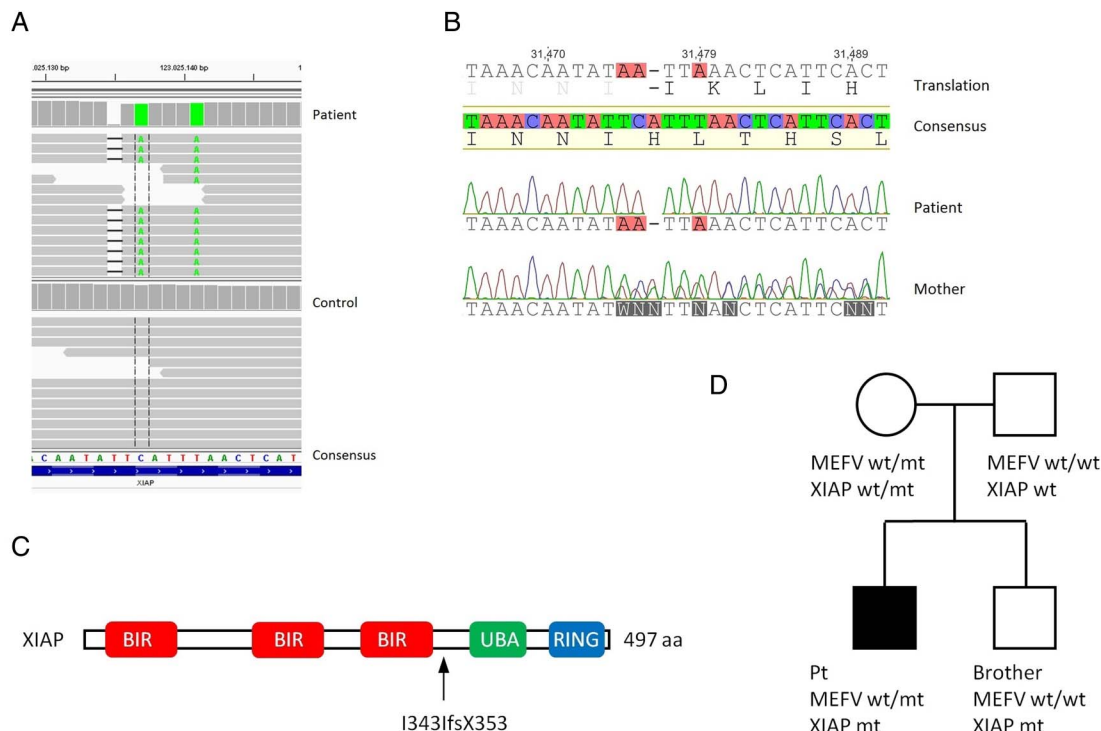 A
.025,130 bp 123.025,140 bp 1
Patient
A A
A
A A
A
A
A A
A A
A A
A A
A A
A A
A A
Control
Consensus
C A A T A T T C A T T T A A C T C A T
XIAP
B
31,470 31,479 31,489
TAAACAATATAA-TTAAACTCATTCACT
I N N I -I K L I H
Translation
TAAACAATATTCATTTAACTCATTCACT
Consensus
I N N I H L T H S L
Patient
TAAACAATATAA-TTAAACTCATTCACT
Mother
TAAACAATATWNNTTNANCTCATTCNNT
C
XIAP BIR BIR BIR UBA RING 497 aa
I343IfsX353
D
MEFV wt/mt
XIAP wt/mt
MEFV wt/wt
XIAP wt
Pt
MEFV wt/mt
XIAP mt
Brother
MEFV wt/wt
XIAP mt